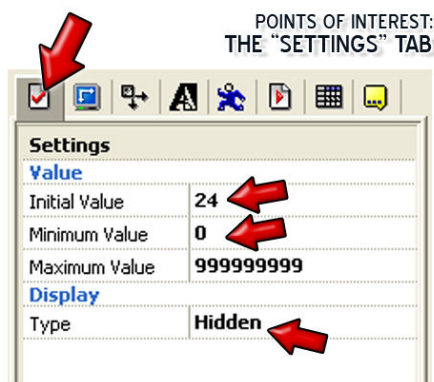 POINTS OF INTEREST:
THE "SETTINGS" TAB
Settings
Value
Initial Value 24
Minimum Value 0
Maximum Value 999999999
Display
Type Hidden